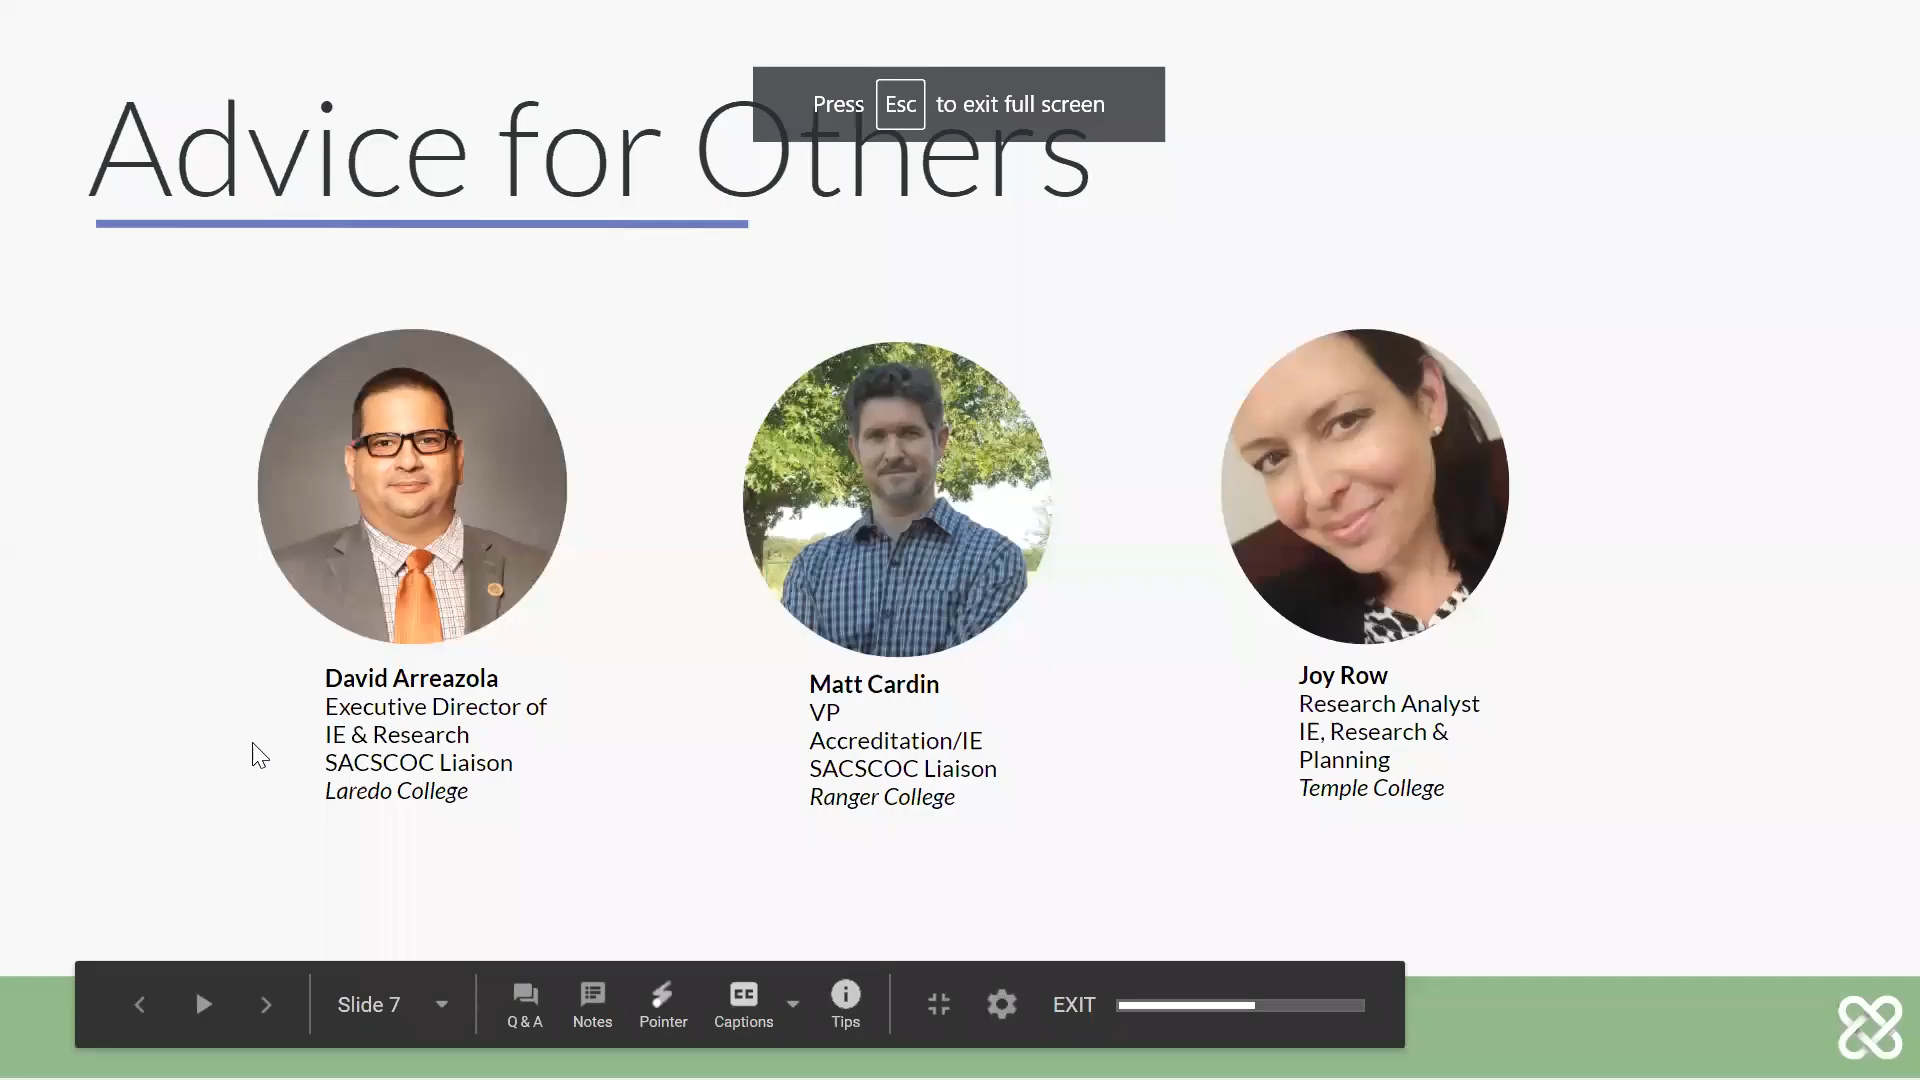 Press Esc to exit full screen
Advice for Others
David Arreazola
Executive Director of
IE & Research
SACSCOC Liaison
Laredo College
Matt Cardin
VP
Accreditation/IE
SACSCOC Liaison
Ranger College
Joy Row
Research Analyst
IE, Research &
Planning
Temple College
Slide 7
Q & A
Notes
Pointer
CC
Captions
Tips
EXIT